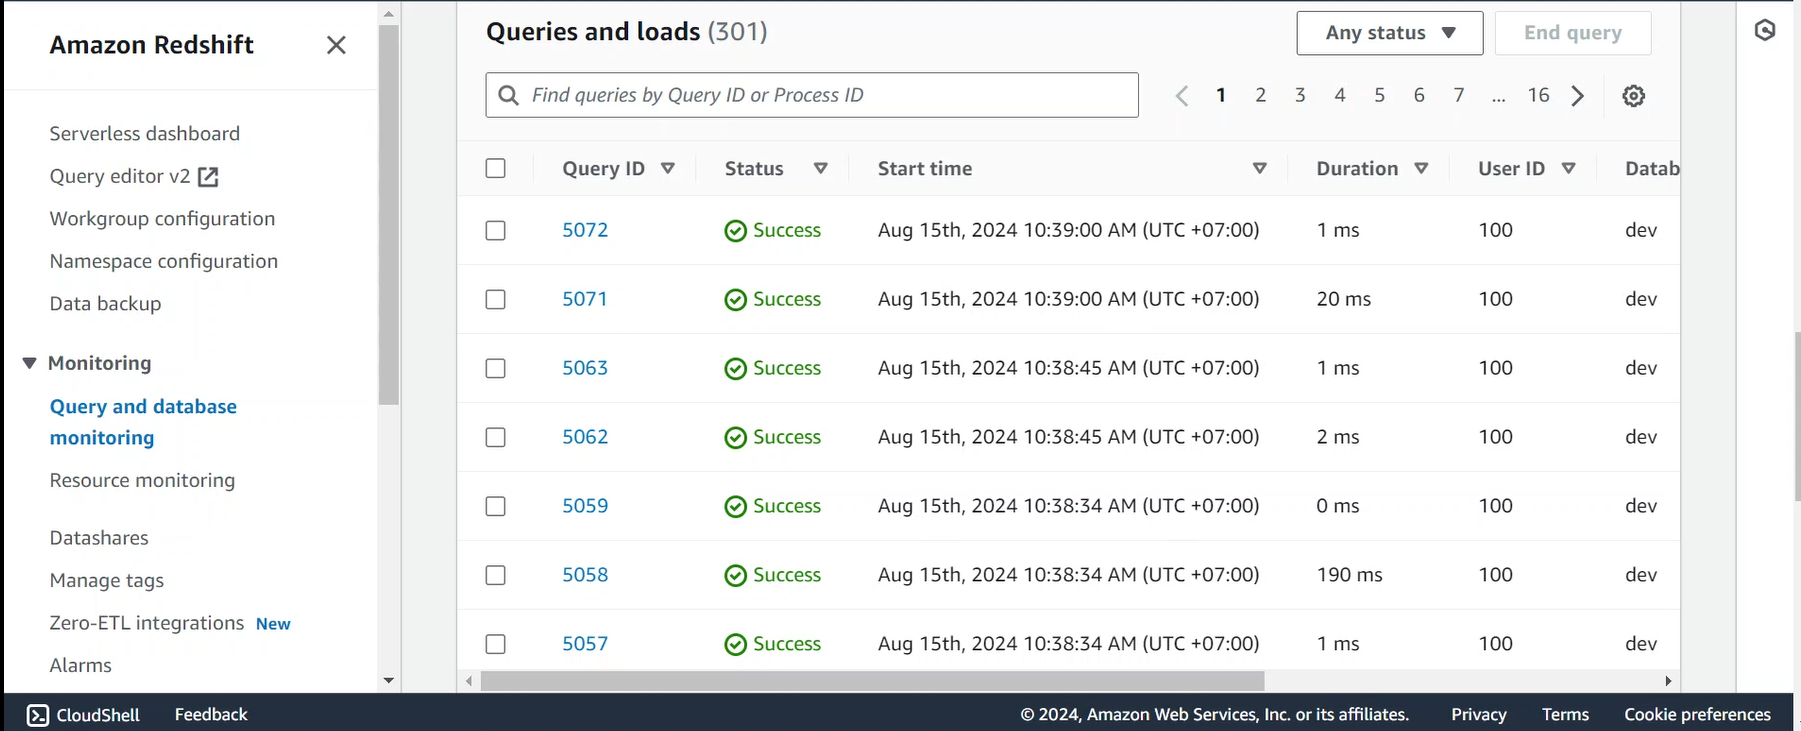 Amazon Redshift
Serverless dashboard
Query editor v2
Workgroup configuration
Namespace configuration
Data backup
Monitoring
Query and database
monitoring
Resource monitoring
Datashares
Manage tags
Zero-ETL integrations New
Alarms
Queries and loads (301)
Any status
End query
Find queries by Query ID or Process ID
1 2 3 4 5 6 7 ... 16
Query ID Status Start time Duration User ID Datab
5072 Success Aug 15th, 2024 10:39:00 AM (UTC +07:00) 1 ms 100 dev
5071 Success Aug 15th, 2024 10:39:00 AM (UTC +07:00) 20 ms 100 dev
5063 Success Aug 15th, 2024 10:38:45 AM (UTC +07:00) 1 ms 100 dev
5062 Success Aug 15th, 2024 10:38:45 AM (UTC +07:00) 2 ms 100 dev
5059 Success Aug 15th, 2024 10:38:34 AM (UTC +07:00) 0 ms 100 dev
5058 Success Aug 15th, 2024 10:38:34 AM (UTC +07:00) 190 ms 100 dev
5057 Success Aug 15th, 2024 10:38:34 AM (UTC +07:00) 1 ms 100 dev
CloudShell Feedback © 2024, Amazon Web Services, Inc. or its affiliates. Privacy Terms Cookie preferences